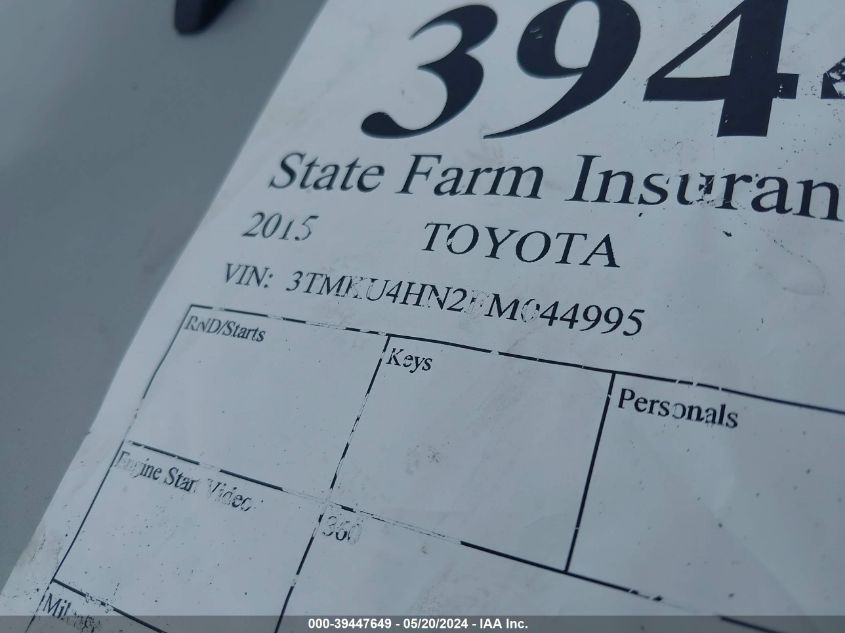 394
State Farm Insuran
2015 TOYOTA
VIN:
RND/Starts
Keys
Personals
Engine Start Video
360
000-39447649 - 05/20/2024 - IAA Inc.